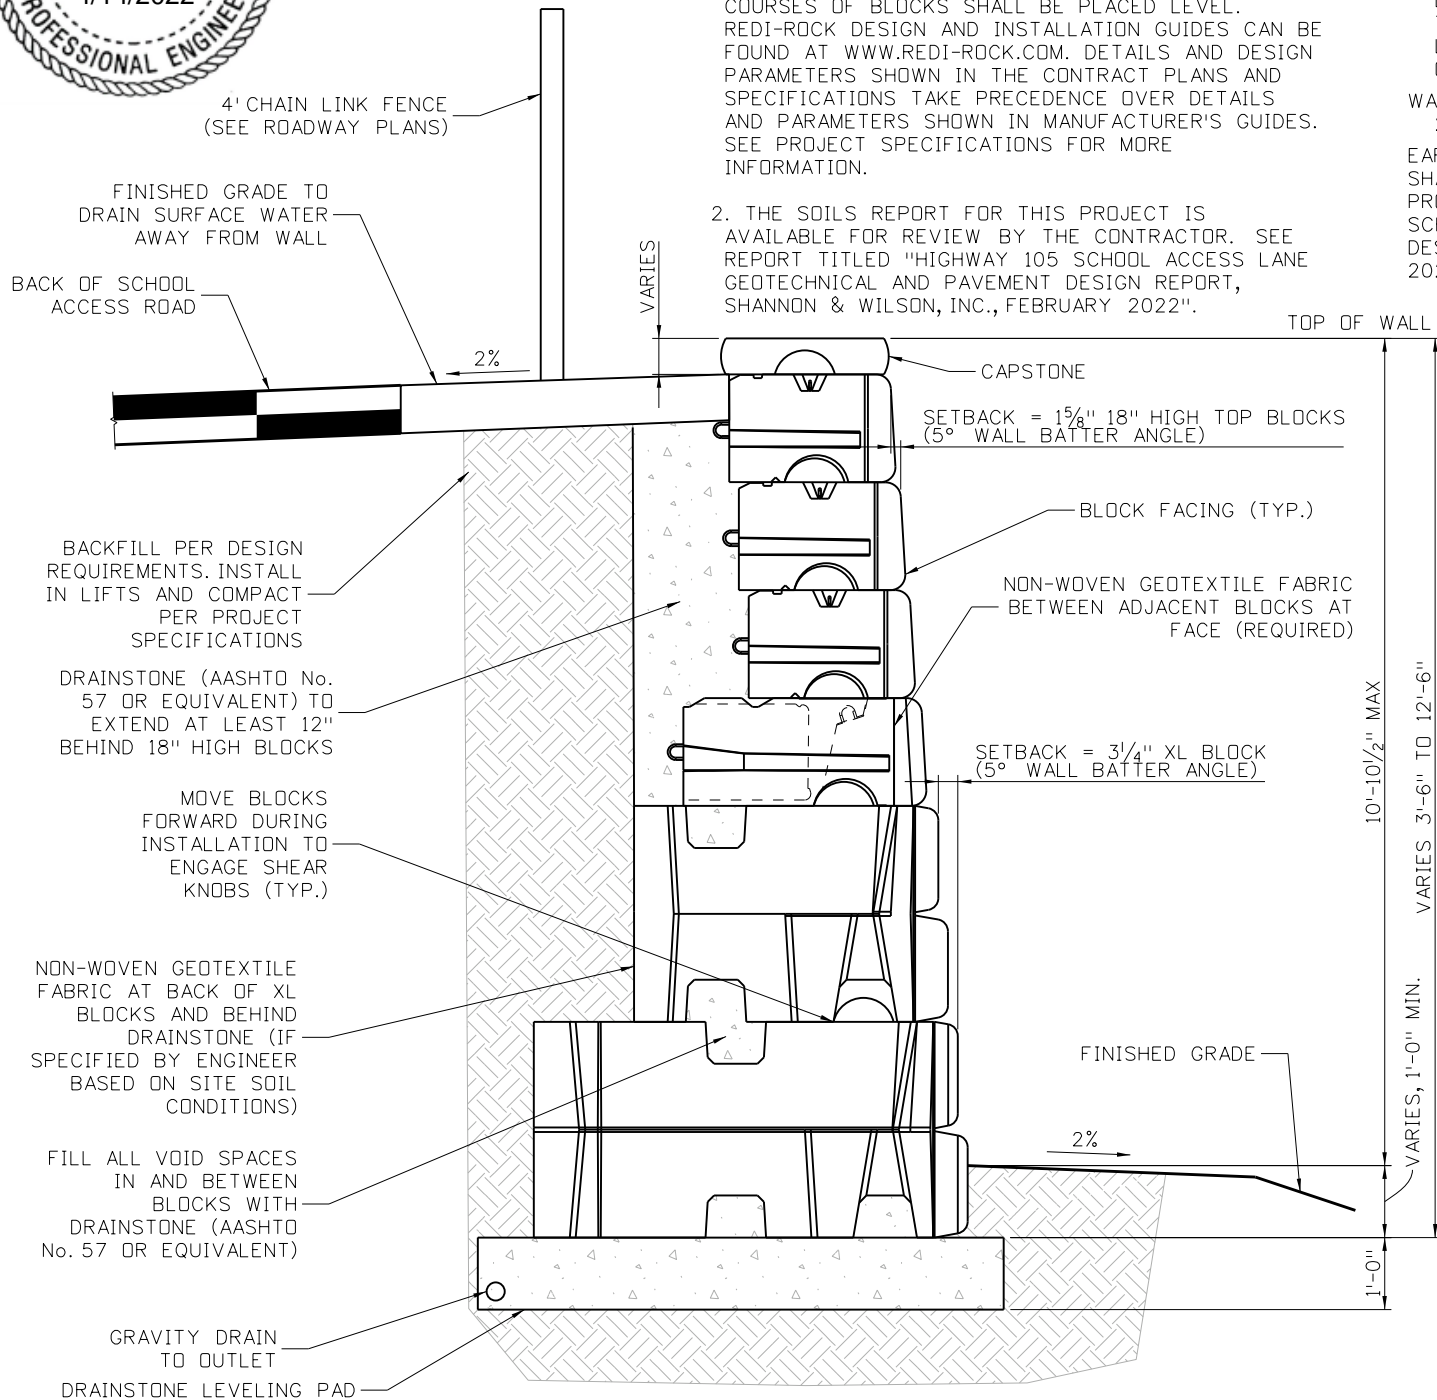 PROFESSIONAL ENGINE
COURSES OF BLOCKS SHALL BE PLACED LEVEL.
REDI-ROCK DESIGN AND INSTALLATION GUIDES CAN BE
FOUND AT WWW.REDI-ROCK.COM. DETAILS AND DESIGN
PARAMETERS SHOWN IN THE CONTRACT PLANS AND
SPECIFICATIONS TAKE PRECEDENCE OVER DETAILS
AND PARAMETERS SHOWN IN MANUFACTURER'S GUIDES.
SEE PROJECT SPECIFICATIONS FOR MORE
INFORMATION.
2. THE SOILS REPORT FOR THIS PROJECT IS
AVAILABLE FOR REVIEW BY THE CONTRACTOR. SEE
REPORT TITLED "HIGHWAY 105 SCHOOL ACCESS LANE
GEOTECHNICAL AND PAVEMENT DESIGN REPORT,
SHANNON & WILSON, INC., FEBRUARY 2022".
WA
EAR
SHA
PRO
SCH
DES
202
4' CHAIN LINK FENCE
(SEE ROADWAY PLANS)
FINISHED GRADE TO
DRAIN SURFACE WATER
AWAY FROM WALL
BACK OF SCHOOL
ACCESS ROAD
2%
VARIES
TOP OF WALL
CAPSTONE
SETBACK = 1⅝" 18" HIGH TOP BLOCKS
(5° WALL BATTER ANGLE)
BLOCK FACING (TYP.)
BACKFILL PER DESIGN
REQUIREMENTS. INSTALL
IN LIFTS AND COMPACT
PER PROJECT
SPECIFICATIONS
NON-WOVEN GEOTEXTILE FABRIC
BETWEEN ADJACENT BLOCKS AT
FACE (REQUIRED)
DRAINSTONE (AASHTO No.
57 OR EQUIVALENT) TO
EXTEND AT LEAST 12"
BEHIND 18" HIGH BLOCKS
SETBACK = 3¼" XL BLOCK
(5° WALL BATTER ANGLE)
10'-10½" MAX
VARIES 3'-6" TO 12'-6"
MOVE BLOCKS
FORWARD DURING
INSTALLATION TO
ENGAGE SHEAR
KNOBS (TYP.)
NON-WOVEN GEOTEXTILE
FABRIC AT BACK OF XL
BLOCKS AND BEHIND
DRAINSTONE (IF
SPECIFIED BY ENGINEER
BASED ON SITE SOIL
CONDITIONS)
FINISHED GRADE
VARIES, 1'-0" MIN.
2%
FILL ALL VOID SPACES
IN AND BETWEEN
BLOCKS WITH
DRAINSTONE (AASHTO
No. 57 OR EQUIVALENT)
1'-0"
GRAVITY DRAIN
TO OUTLET
DRAINSTONE LEVELING PAD